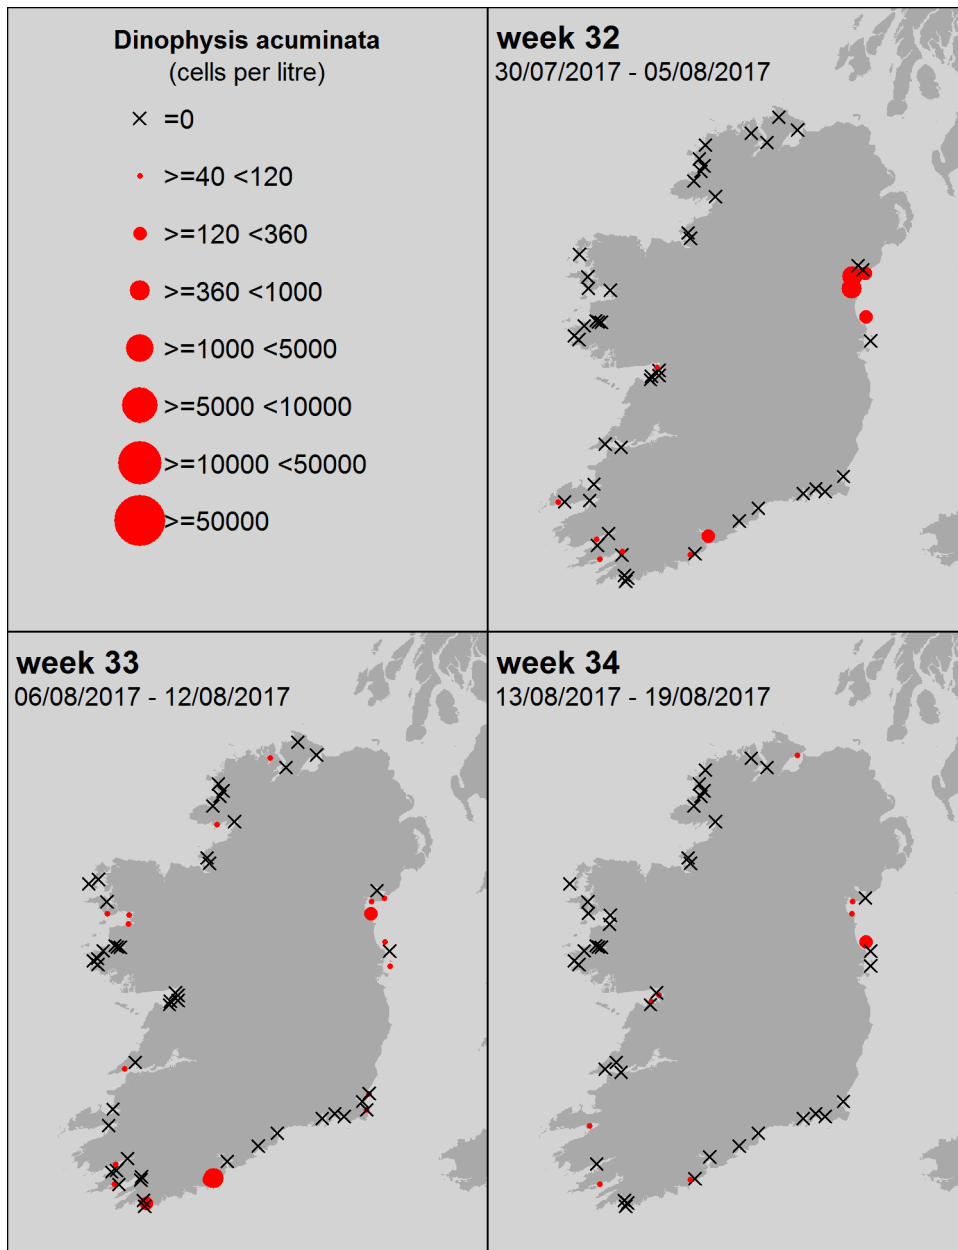 Dinophysis acuminata
(cells per litre)
=0
>=40 <120
>=120 <360
>=360 <1000
>=1000 <5000
>=5000 <10000
>=10000 <50000
>=50000
week 32
30/07/2017 - 05/08/2017
week 33
06/08/2017 - 12/08/2017
week 34
13/08/2017 - 19/08/2017